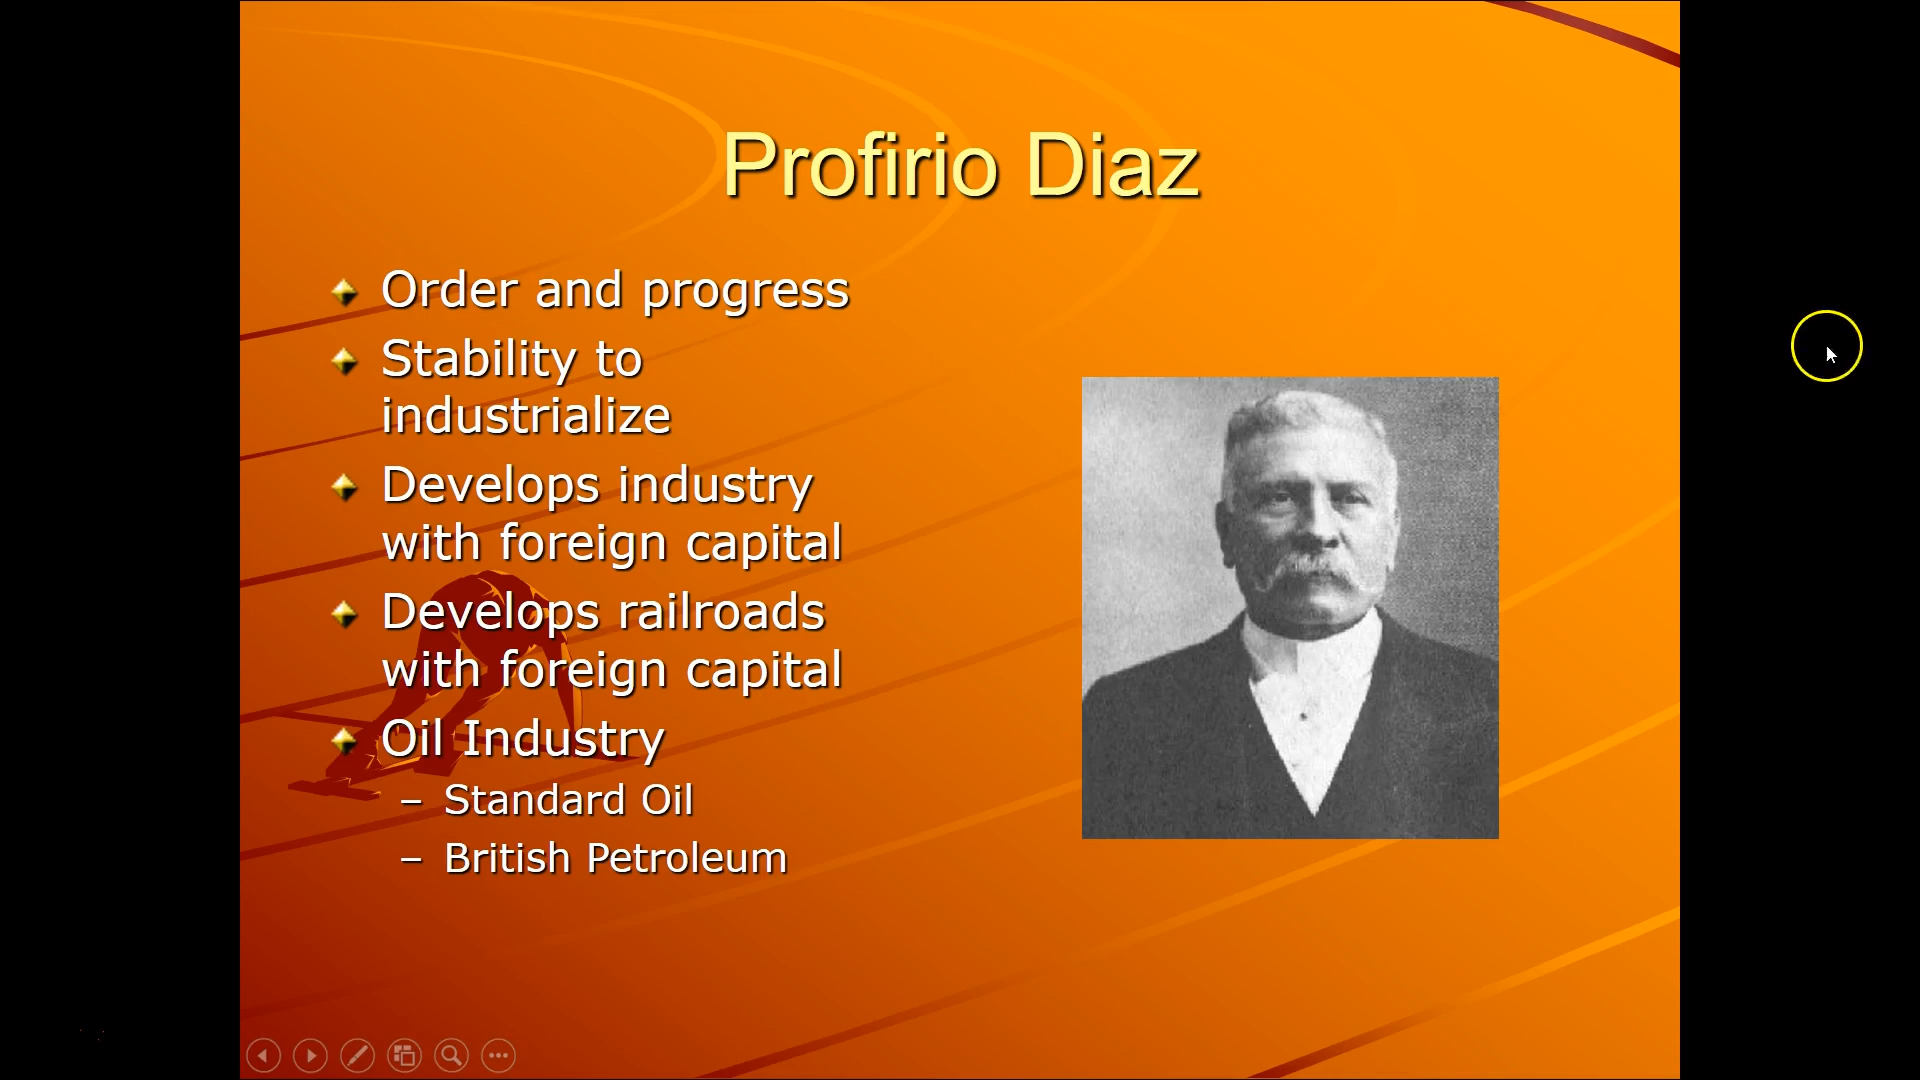 Profirio Diaz
Order and progress
Stability to
industrialize
Develops industry
with foreign capital
Develops railroads
with foreign capital
Oil Industry
– Standard Oil
– British Petroleum